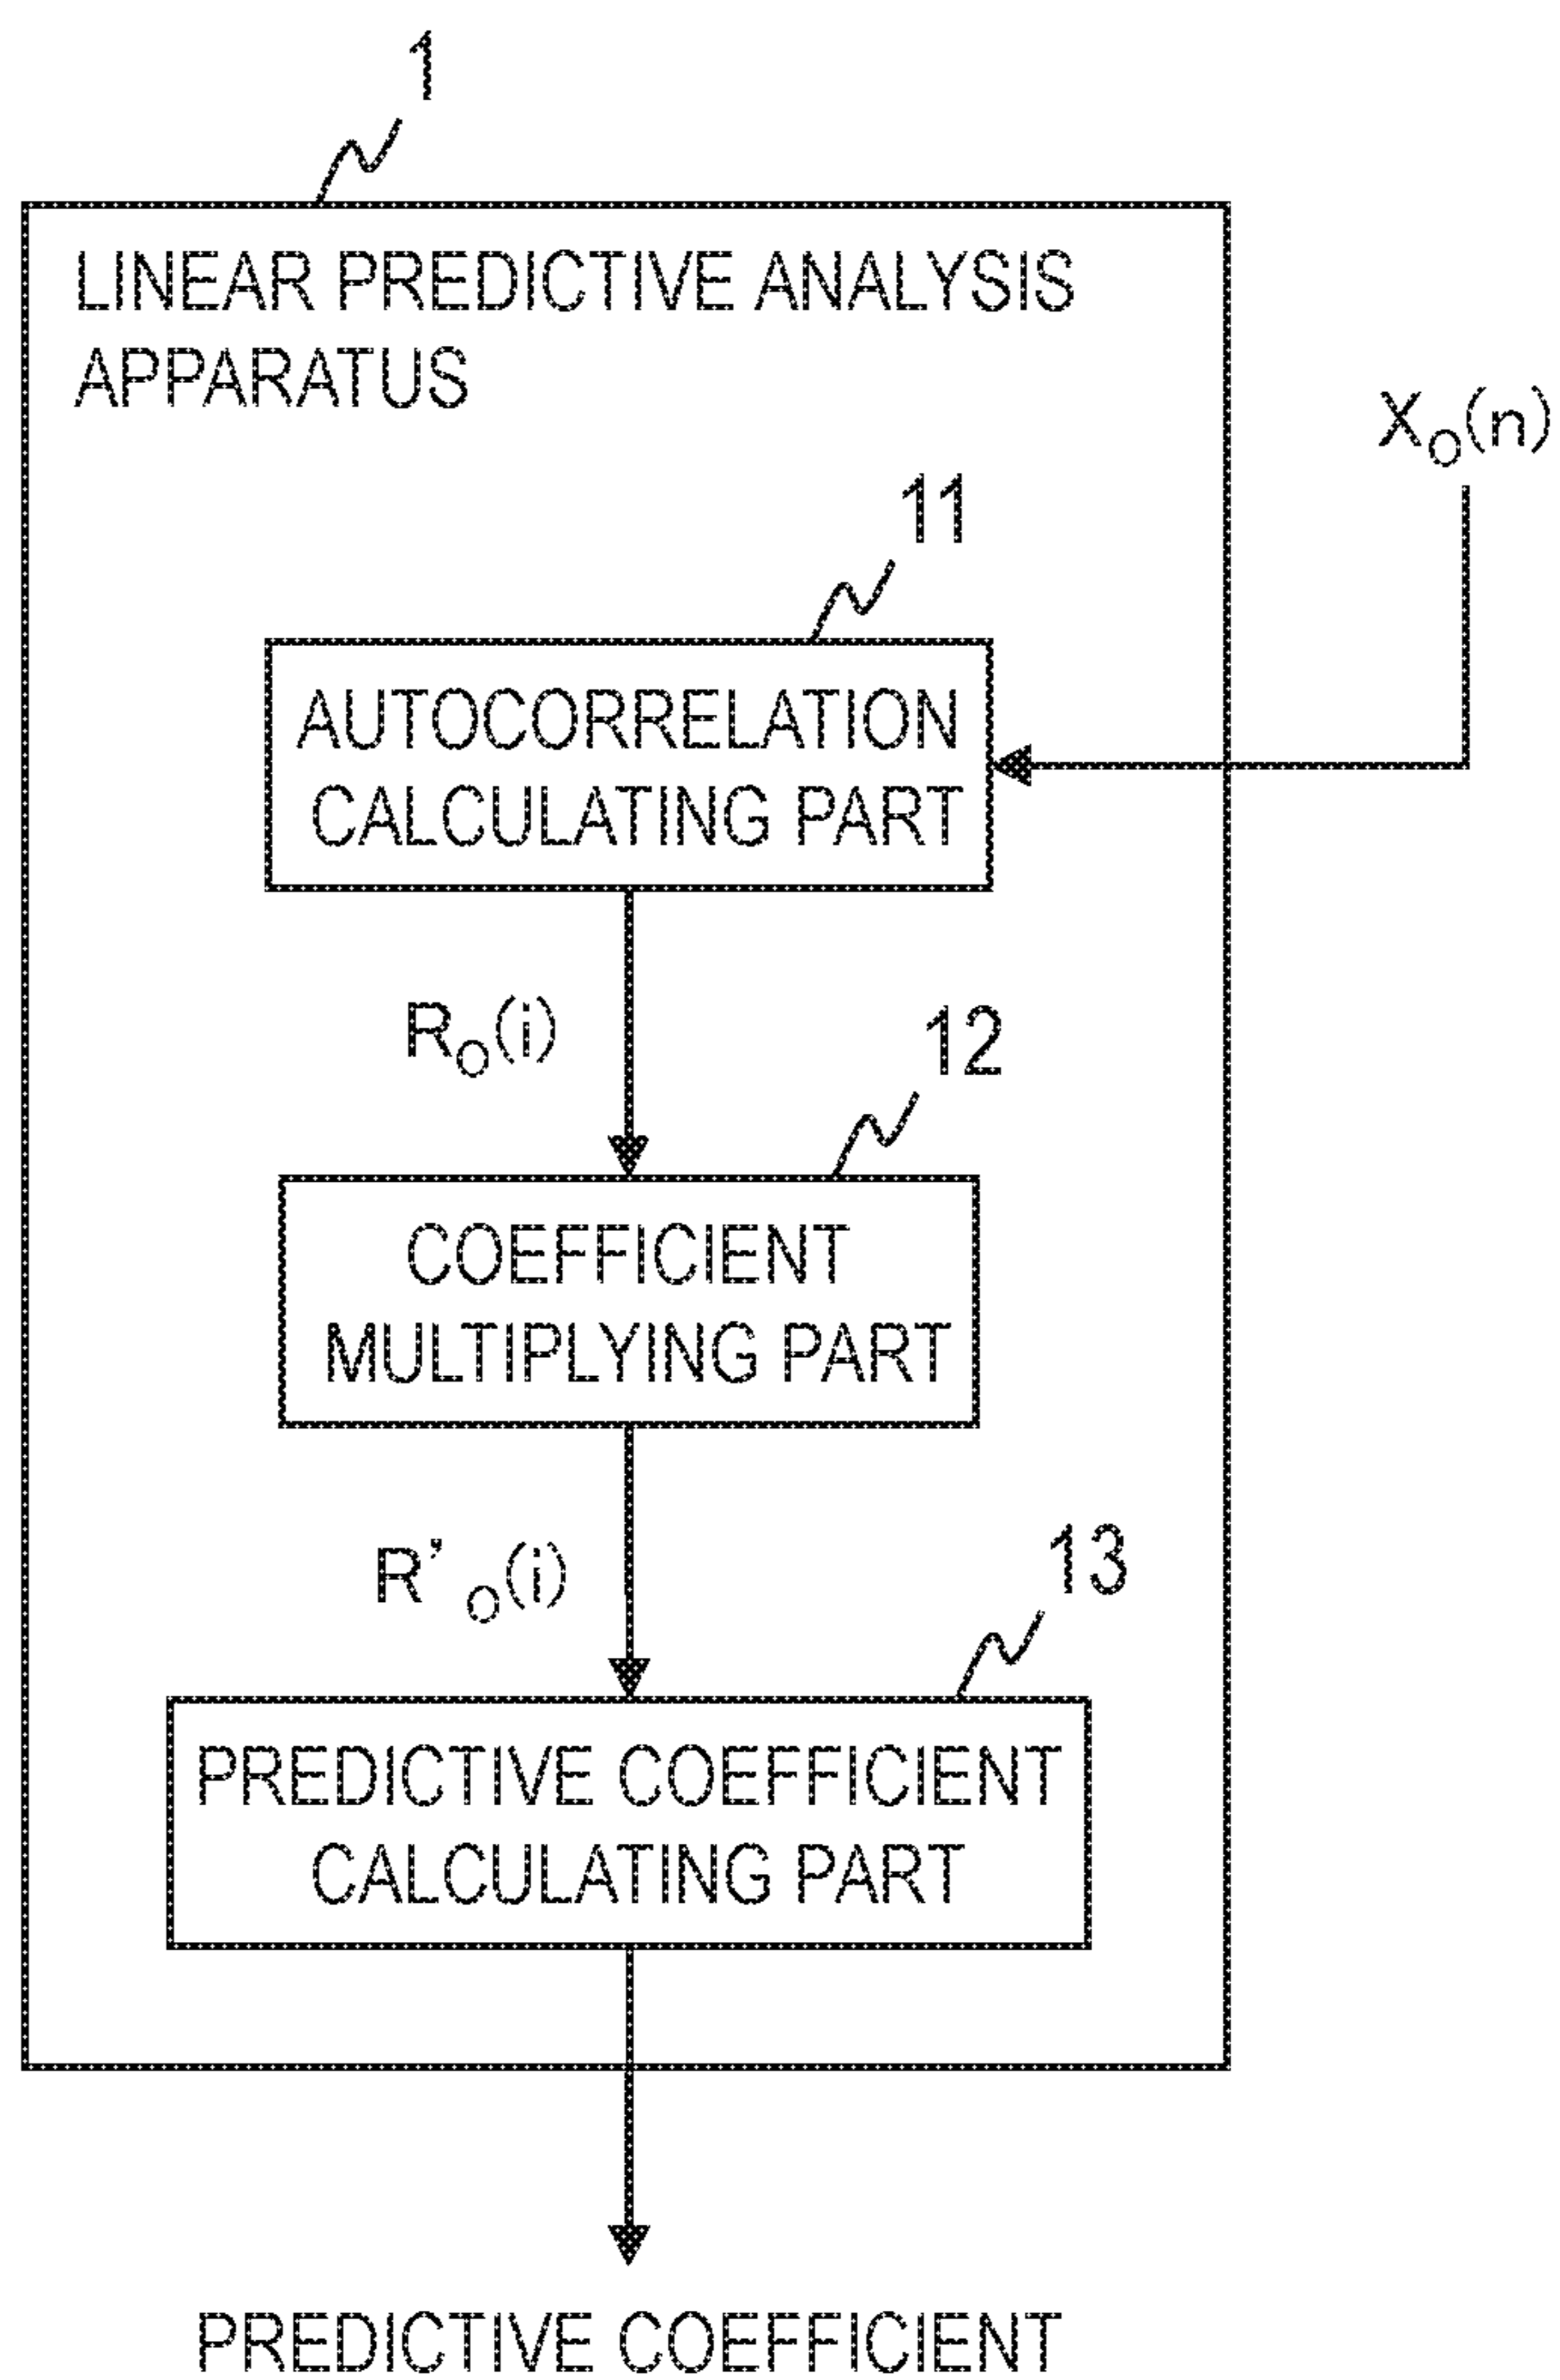 1
LINEAR PREDICTIVE ANALYSIS
APPARATUS
X_O(n)
11
AUTOCORRELATION
CALCULATING PART
R_O(i)
12
COEFFICIENT
MULTIPLYING PART
R'_O(i)
13
PREDICTIVE COEFFICIENT
CALCULATING PART
PREDICTIVE COEFFICIENT